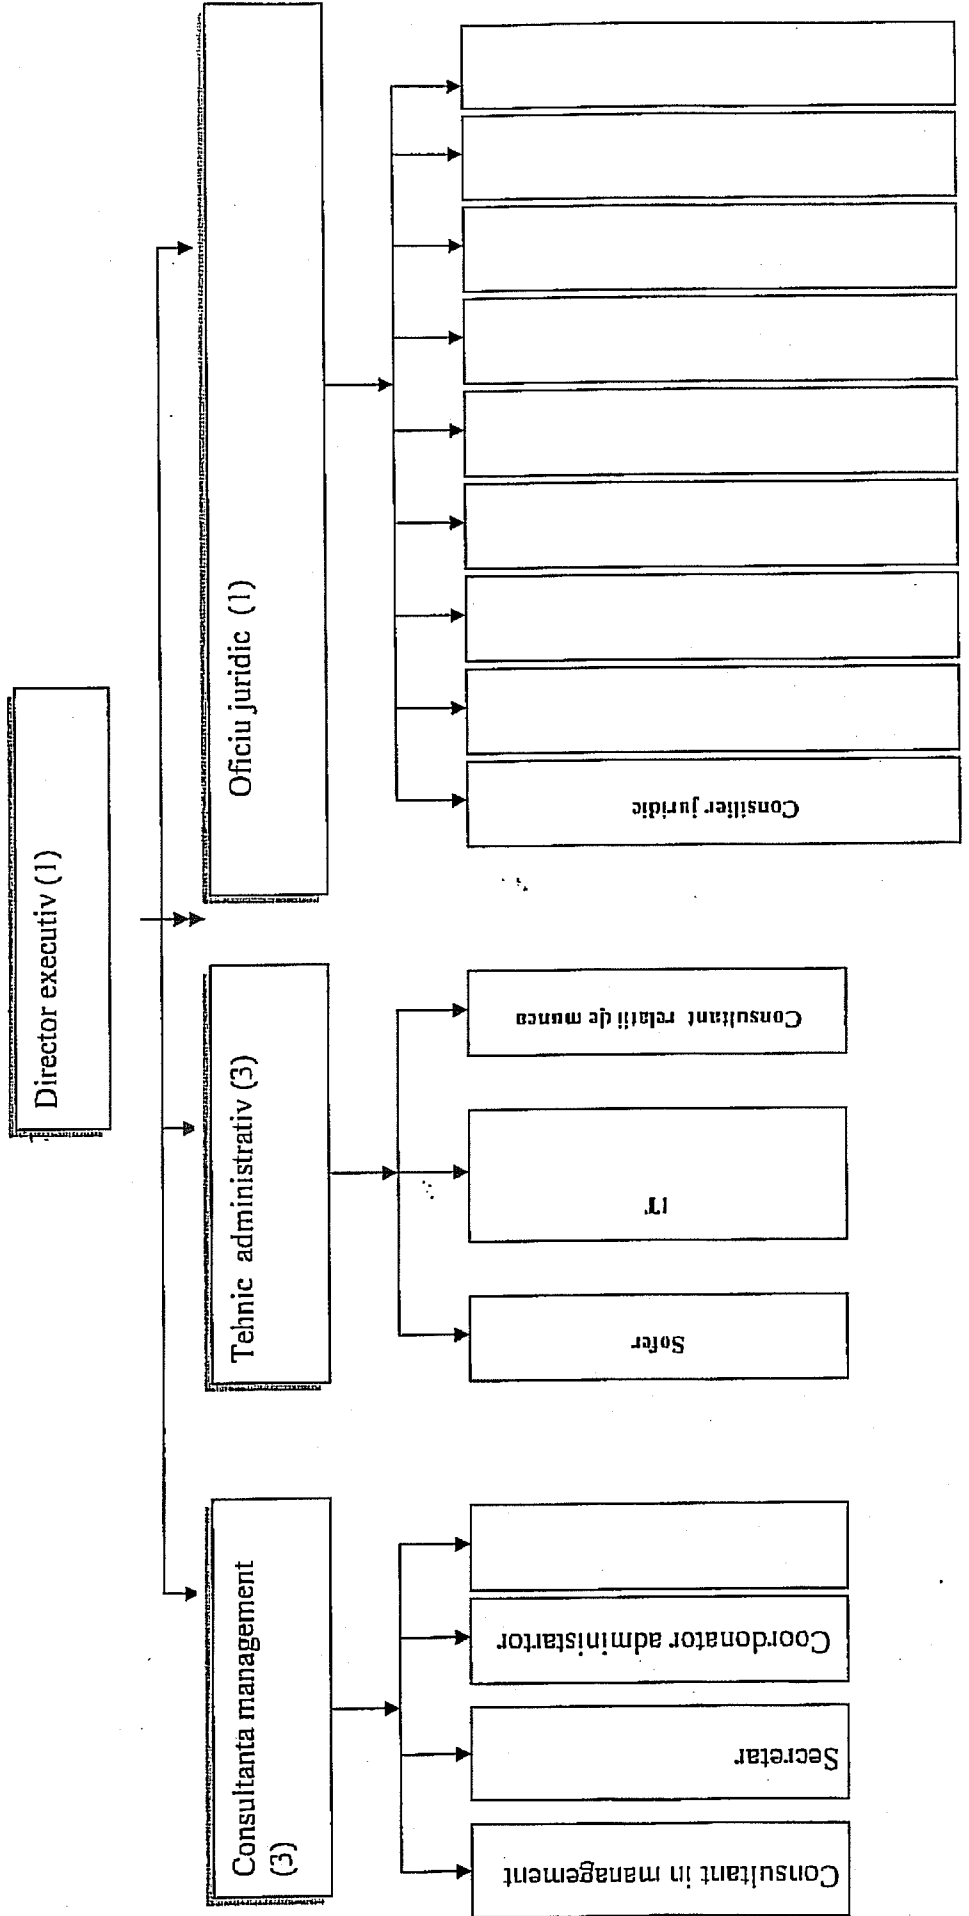 Director executiv (1)
Consultanta management
(3)
Tehnic administrativ (3)
Oficiu juridic (1)
Consultant in management
Secretar
Coordonator administartor
Sofer
IT
Consultant relatii de munca
Consilier juridic